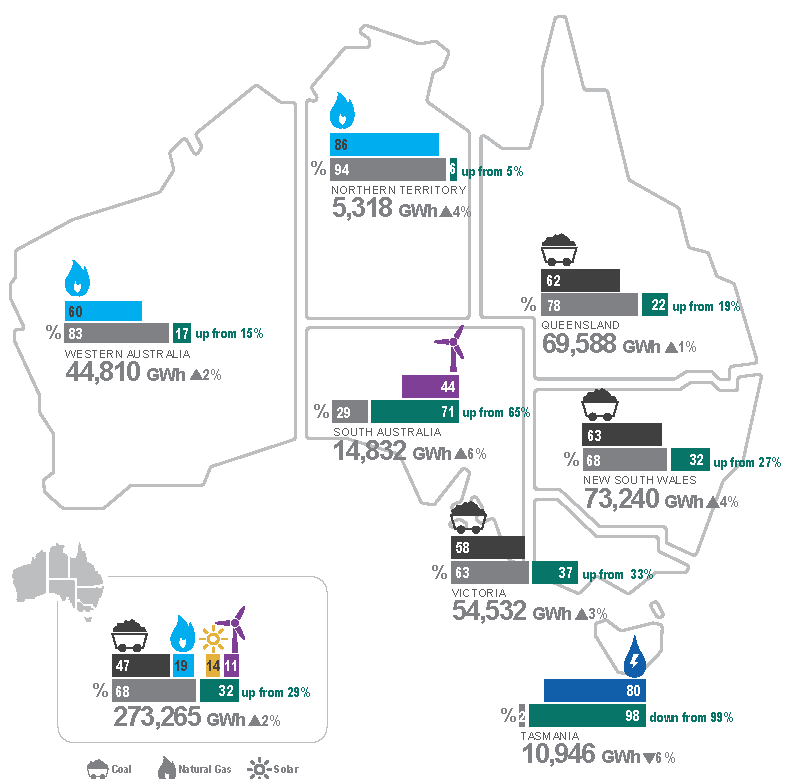 86
% 94 6 up from 5%
NORTHERN TERRITORY
5,318 GWh ▲4%
62
% 78 22 up from 19%
QUEENSLAND
69,588 GWh ▲1%
60
% 83 17 up from 15%
WESTERN AUSTRALIA
44,810 GWh ▲2%
44
% 29 71 up from 65%
SOUTH AUSTRALIA
14,832 GWh ▲6%
63
% 68 32 up from 27%
NEW SOUTH WALES
73,240 GWh ▲4%
58
% 63 37 up from 33%
VICTORIA
54,532 GWh ▲3%
47 19 14 11
% 68 32 up from 29%
273,265 GWh ▲2%
80
% 2 98 down from 99%
TASMANIA
10,946 GWh ▼6%
Coal Natural Gas Solar